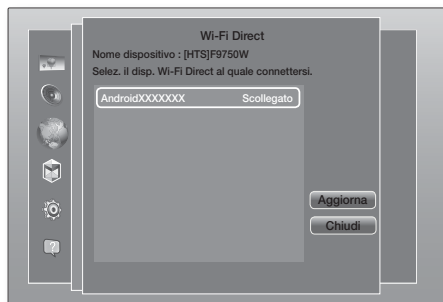 Wi-Fi Direct
Nome dispositivo : [HTS]F9750W
Selez. il disp. Wi-Fi Direct al quale connettersi.
AndroidXXXXXXX Scollegato
Aggiorna
Chiudi
?